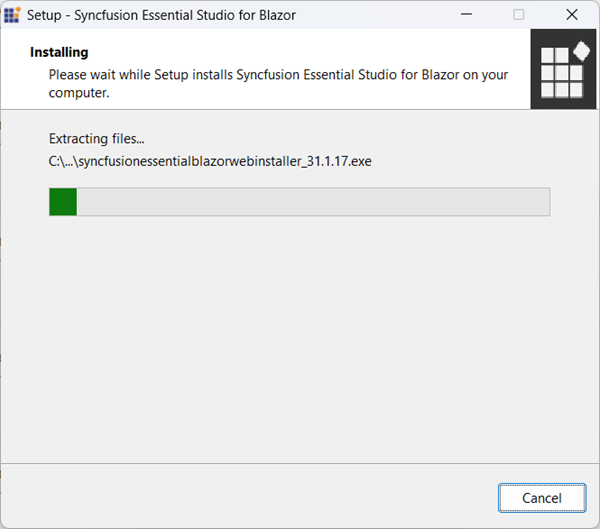 Setup - Syncfusion Essential Studio for Blazor
Installing
Please wait while Setup installs Syncfusion Essential Studio for Blazor on your
computer.
Extracting files...
C:\...\syncfusionessentialblazorwebinstaller_31.1.17.exe
Cancel